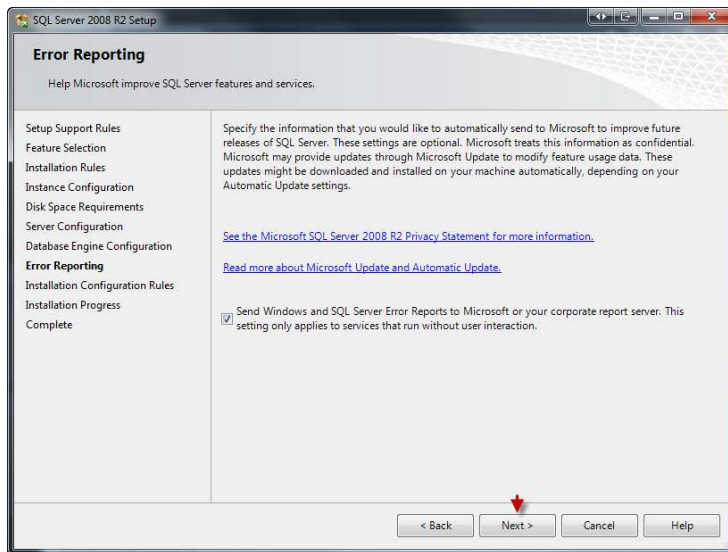 SQL Server 2008 R2 Setup
Error Reporting
Help Microsoft improve SQL Server features and services.
Setup Support Rules
Feature Selection
Installation Rules
Instance Configuration
Disk Space Requirements
Server Configuration
Database Engine Configuration
Error Reporting
Installation Configuration Rules
Installation Progress
Complete
Specify the information that you would like to automatically send to Microsoft to improve future
releases of SQL Server. These settings are optional. Microsoft treats this information as confidential.
Microsoft may provide updates through Microsoft Update to modify feature usage data. These
updates might be downloaded and installed on your machine automatically, depending on your
Automatic Update settings.
See the Microsoft SQL Server 2008 R2 Privacy Statement for more information.
Read more about Microsoft Update and Automatic Update.
Send Windows and SQL Server Error Reports to Microsoft or your corporate report server. This
setting only applies to services that run without user interaction.
< Back
Next >
Cancel
Help